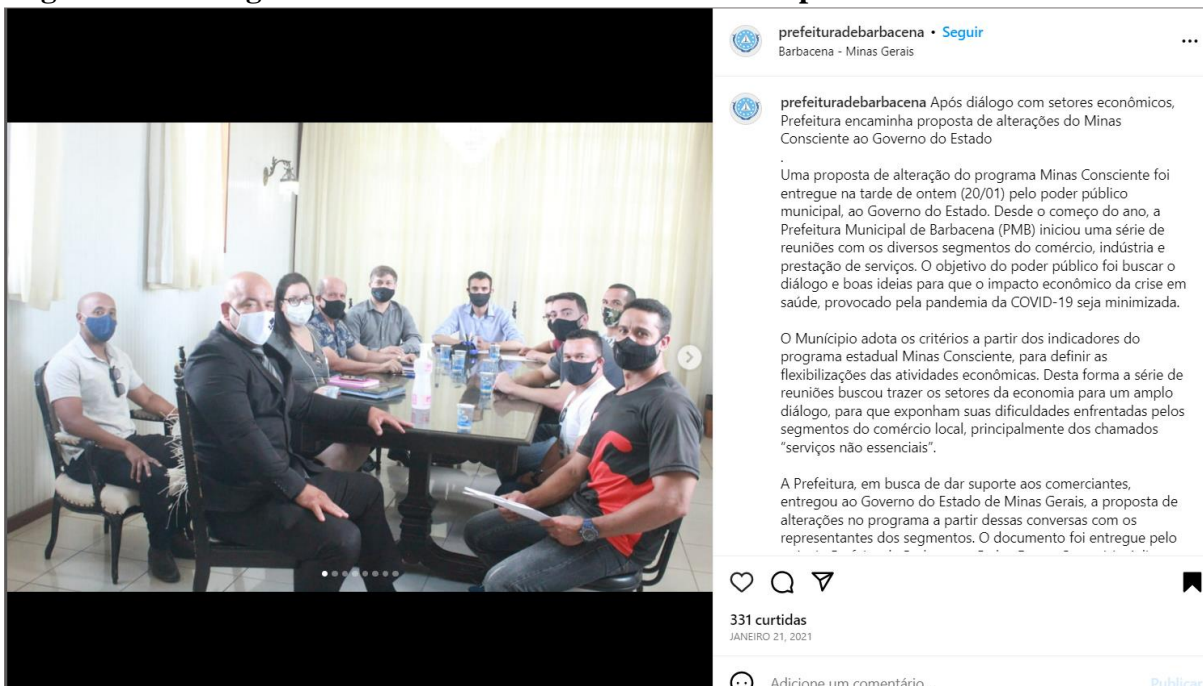 prefeituradebarbacena • Seguir
Barbacena - Minas Gerais
prefeituradebarbacena Após diálogo com setores econômicos,
Prefeitura encaminha proposta de alterações do Minas
Consciente ao Governo do Estado
.
Uma proposta de alteração do programa Minas Consciente foi
entregue na tarde de ontem (20/01) pelo poder público
municipal, ao Governo do Estado. Desde o começo do ano, a
Prefeitura Municipal de Barbacena (PMB) iniciou uma série de
reuniões com os diversos segmentos do comércio, indústria e
prestação de serviços. O objetivo do poder público foi buscar o
diálogo e boas ideias para que o impacto econômico da crise em
saúde, provocado pela pandemia da COVID-19 seja minimizada.
O Munícipio adota os critérios a partir dos indicadores do
programa estadual Minas Consciente, para definir as
flexibilizações das atividades econômicas. Desta forma a série de
reuniões buscou trazer os setores da economia para um amplo
diálogo, para que exponham suas dificuldades enfrentadas pelos
segmentos do comércio local, principalmente dos chamados
"serviços não essenciais".
A Prefeitura, em busca de dar suporte aos comerciantes,
entregou ao Governo do Estado de Minas Gerais, a proposta de
alterações no programa a partir dessas conversas com os
representantes dos segmentos. O documento foi entregue pelo
331 curtidas
JANEIRO 21, 2021
Adicione um comentário...
Publicar